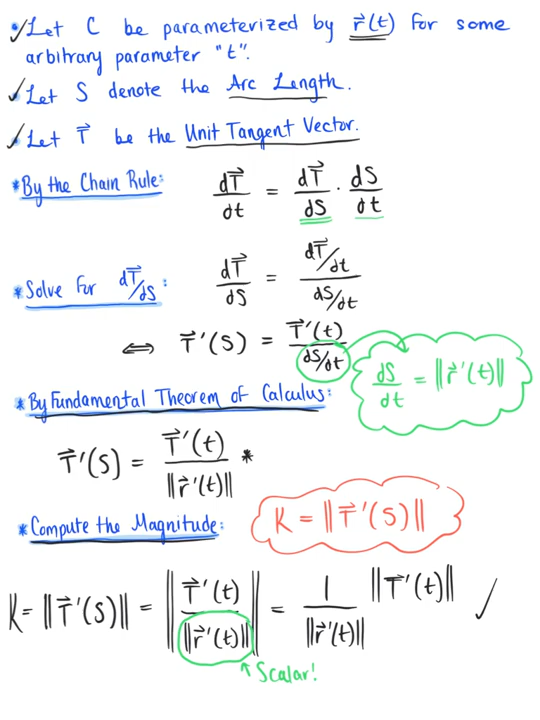 • Let C be parameterized by r⃗(t) for some
arbitrary parameter "t".
• Let S denote the Arc Length.
• Let T⃗ be the Unit Tangent Vector.
*By the Chain Rule: dT⃗/dt = dT⃗/dS · dS/dt
*Solve for dT⃗/dS: dT⃗/dS = (dT⃗/dt)/(dS/dt)
⟺ T⃗'(S) = T⃗'(t)/(dS/dt)
dS/dt = ||r⃗'(t)||
*By Fundamental Theorem of Calculus:
T⃗'(S) = T⃗'(t)/||r⃗'(t)|| *
K = ||T⃗'(S)||
*Compute the Magnitude:
K = ||T⃗'(S)|| = || T⃗'(t)/||r⃗'(t)|| || = 1/||r⃗'(t)|| ||T⃗'(t)|| ✓
↑ Scalar!